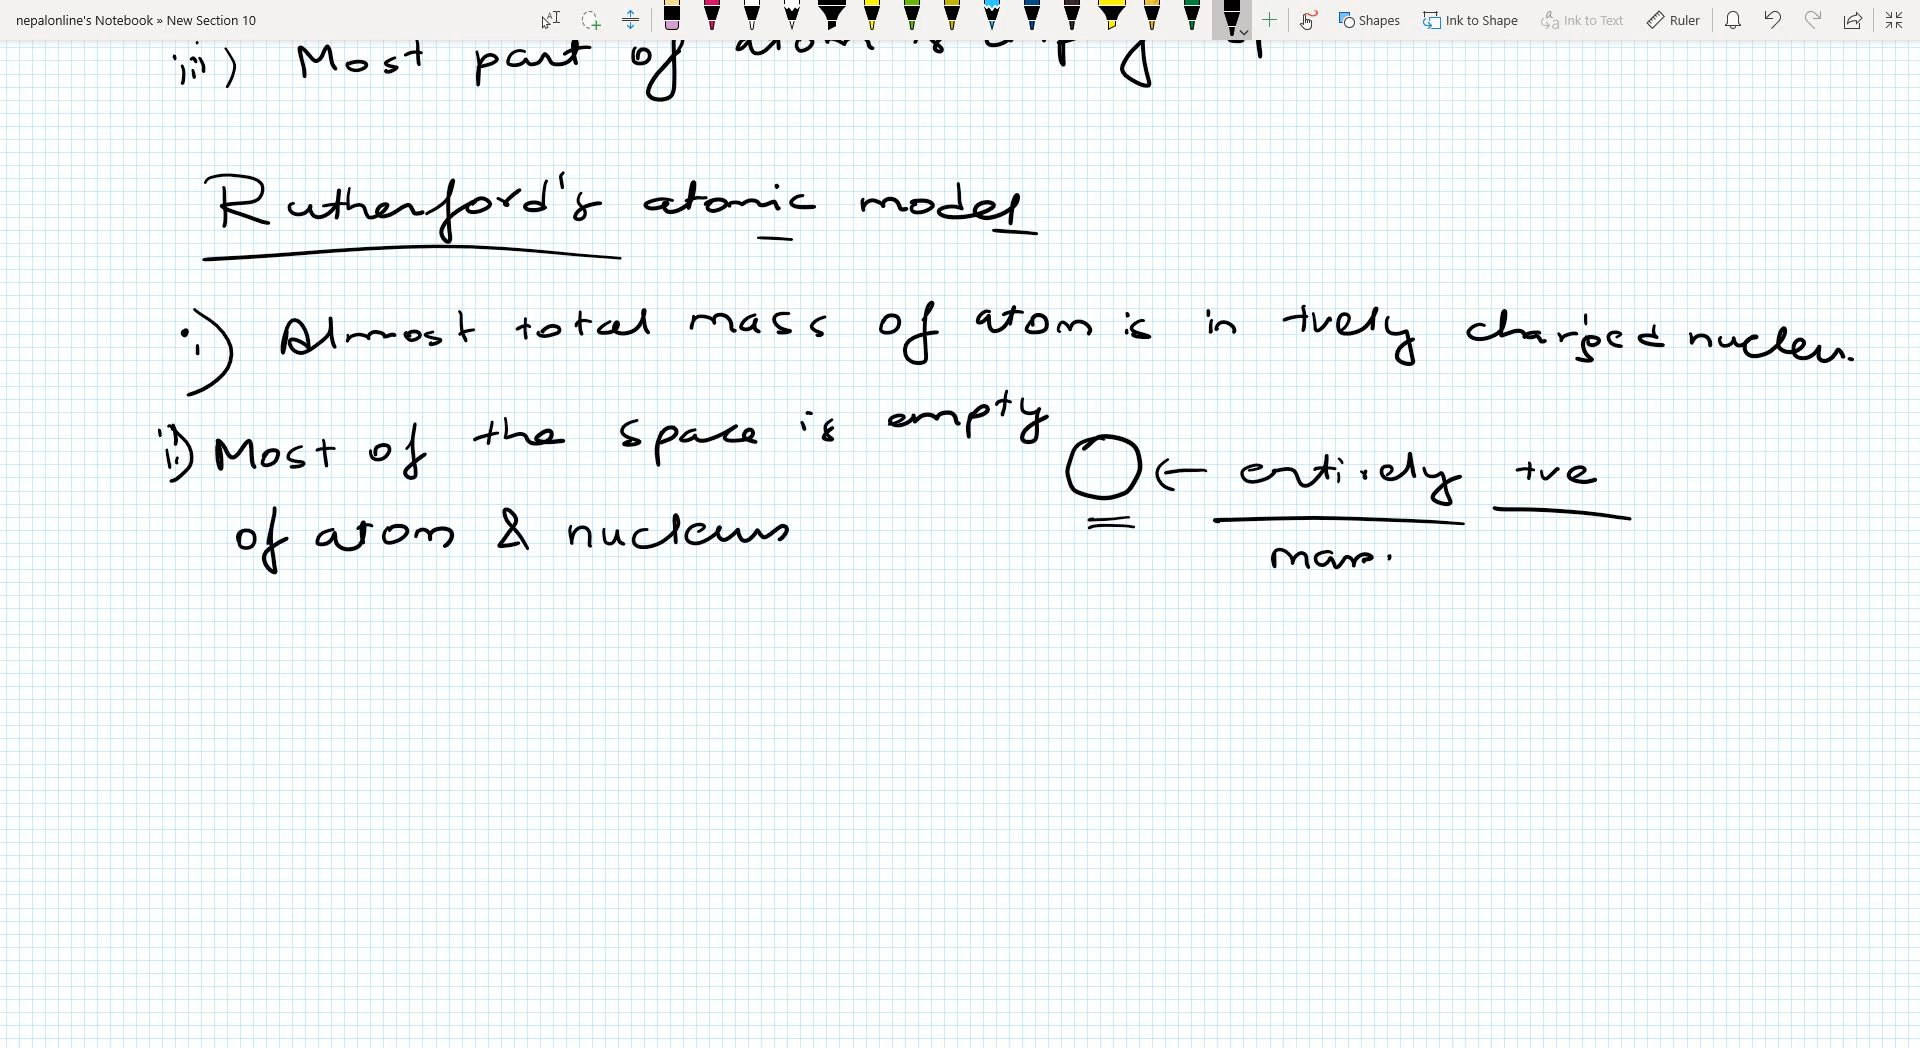 nepalonline's Notebook » New Section 10
Shapes
Ink to Shape
Ink to Text
Ruler
iii) Most part of atom is
Rutherford's atomic model
i) Almost total mass of atom is in +vely charged nucleu.
ii) Most of the space is empty
of atom & nucleus
← entirely +ve
mass.